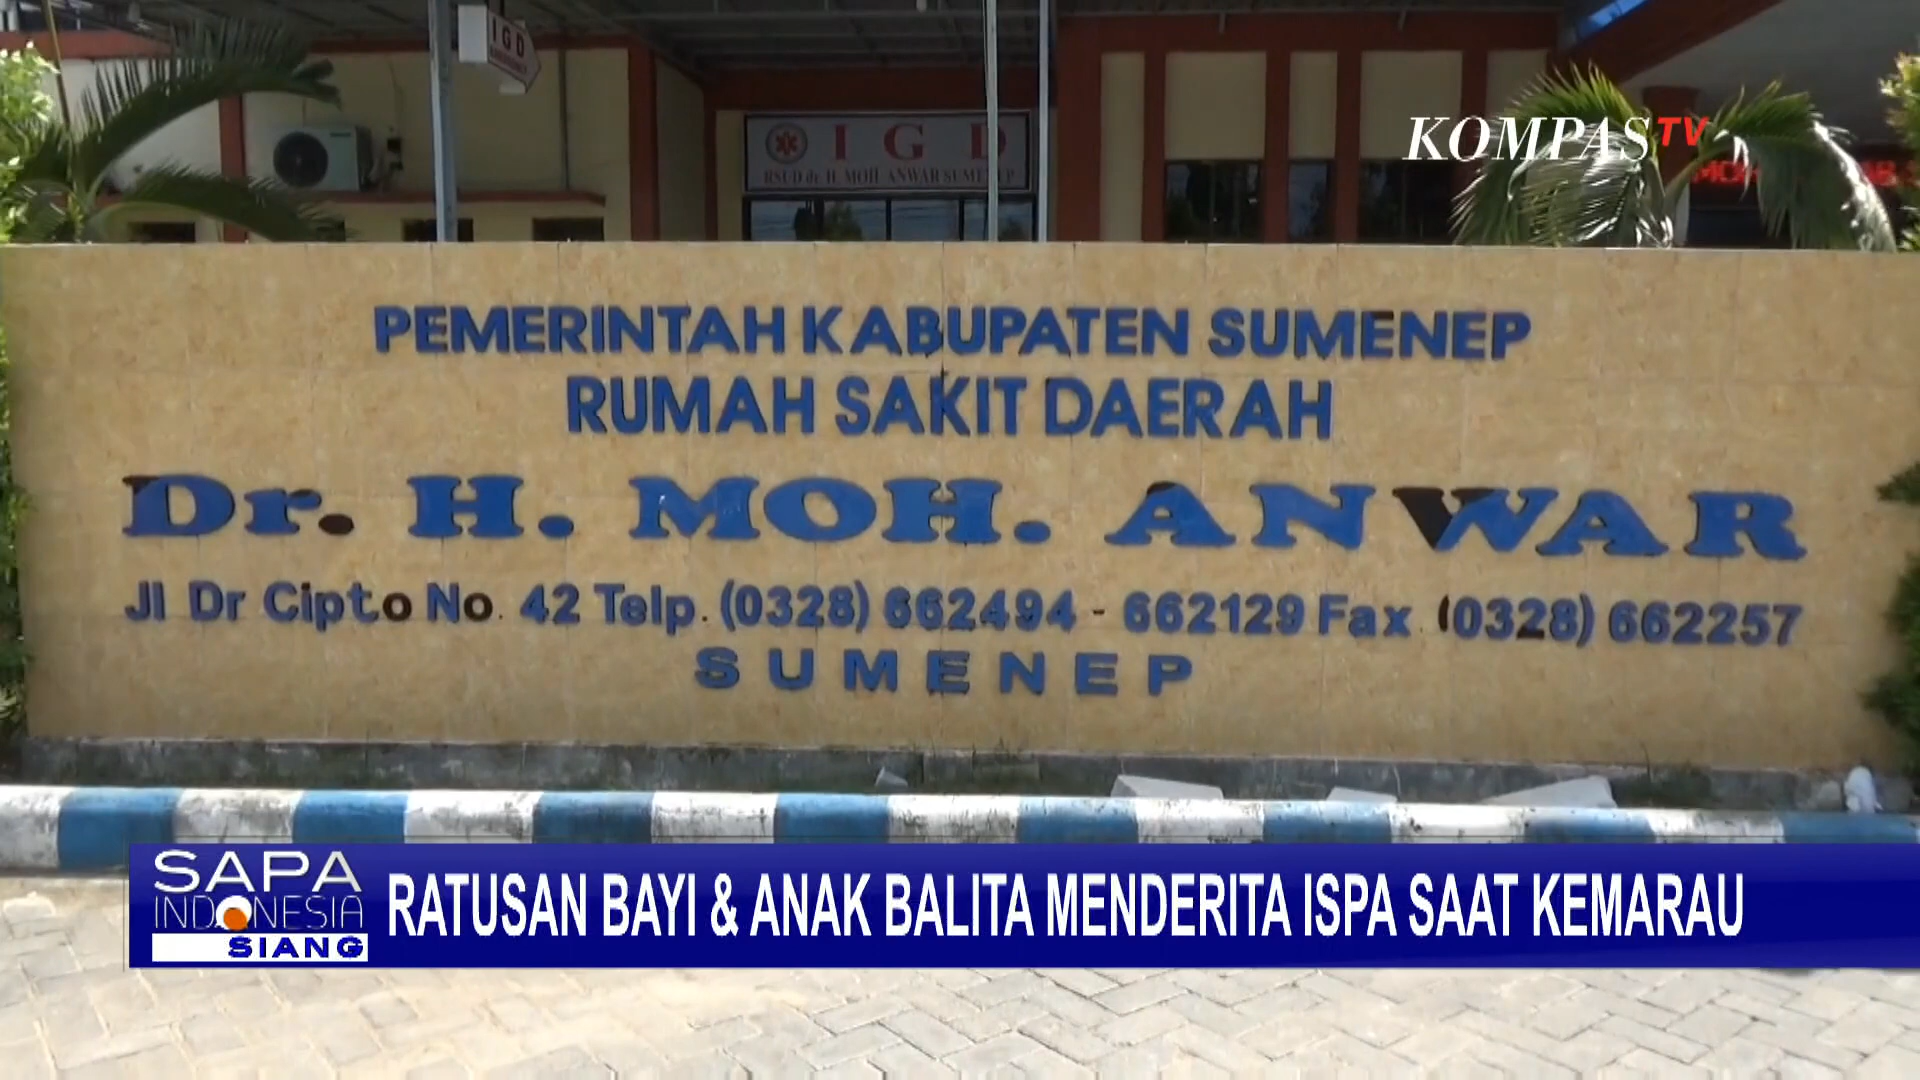 IGD
KOMPAS TV
IGD
RSUD dr. H. MOH. ANWAR SUMENEP
PEMERINTAH KABUPATEN SUMENEP
RUMAH SAKIT DAERAH
Dr. H. MOH. ANWAR
Jl Dr Cipto No. 42 Telp. (0328) 662494 - 662129 Fax (0328) 662257
SUMENEP
SAPA
INDONESIA
SIANG
RATUSAN BAYI & ANAK BALITA MENDERITA ISPA SAAT KEMARAU